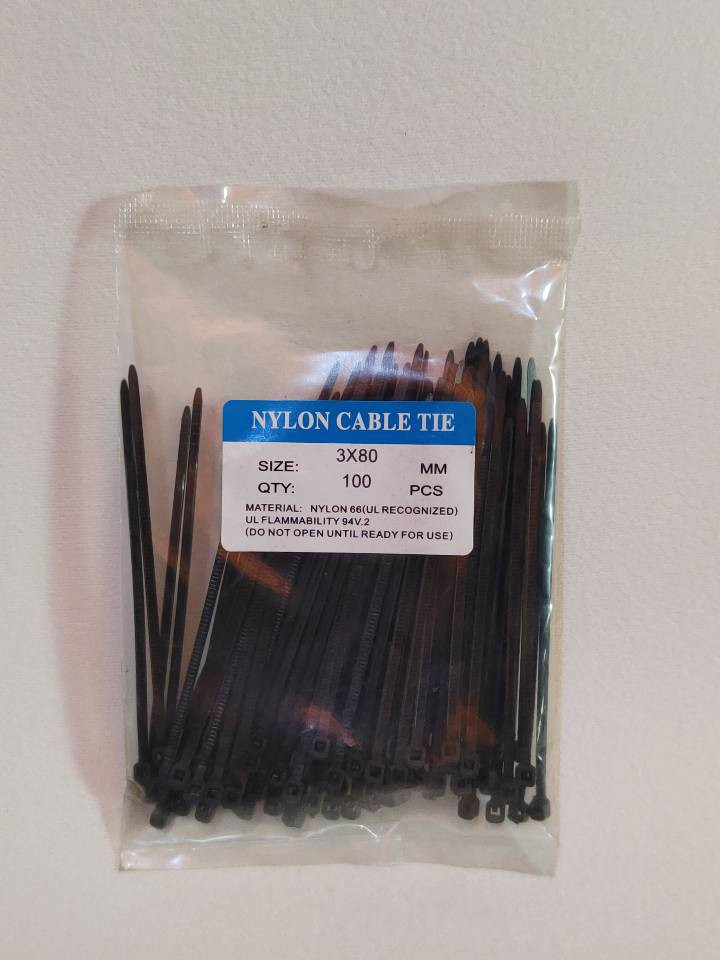 NYLON CABLE TIE
SIZE: 3X80 MM
QTY: 100 PCS
MATERIAL: NYLON 66(UL RECOGNIZED)
UL FLAMMABILITY 94V.2
(DO NOT OPEN UNTIL READY FOR USE)